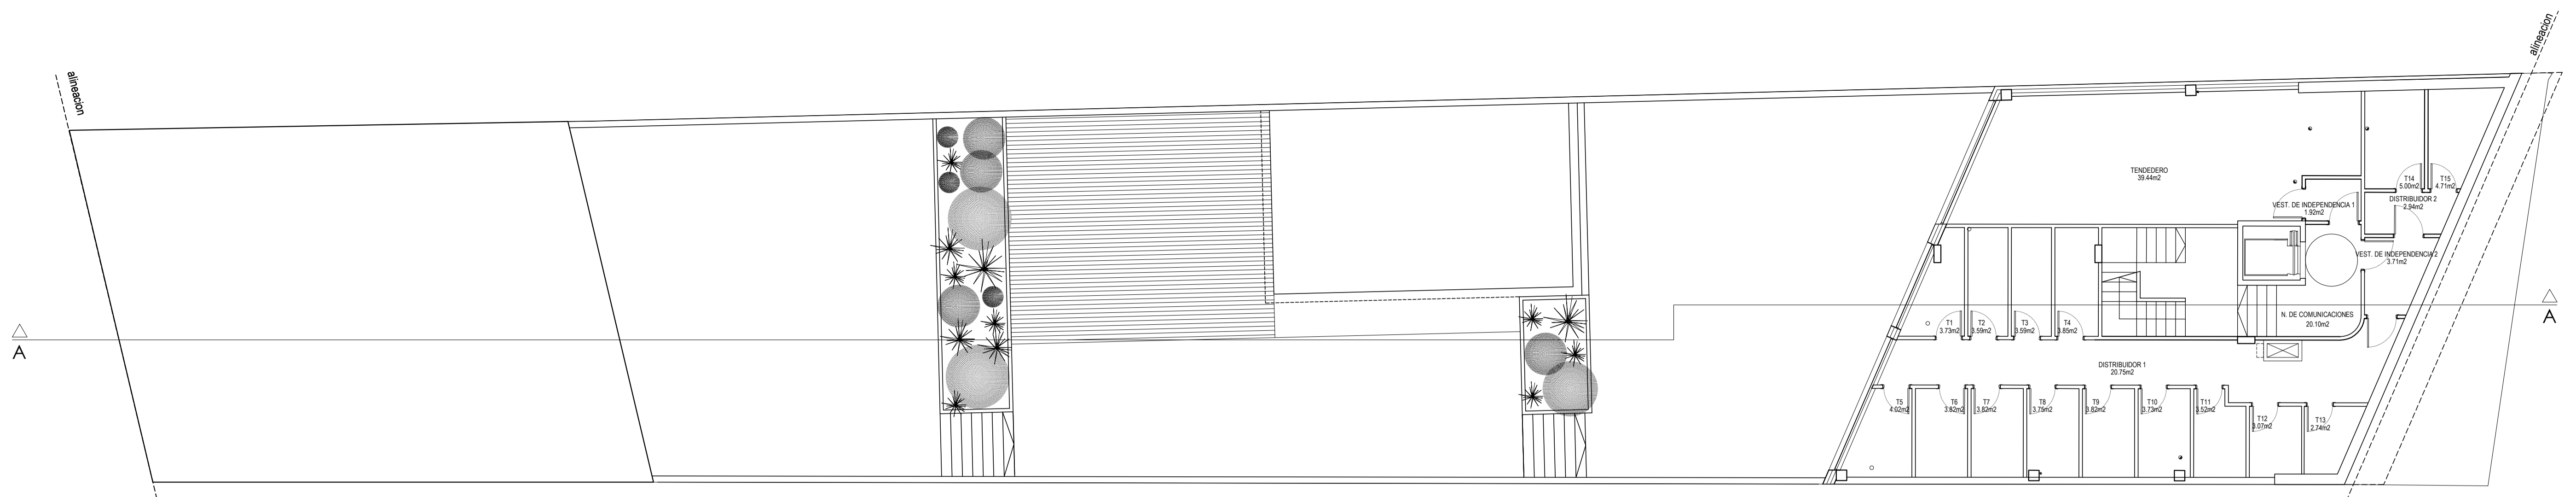 alineacion
alineacion
TENDEDERO
39.44m2
T14
5.00m2
T15
4.71m2
VEST. DE INDEPENDENCIA 1
1.92m2
DISTRIBUIDOR 2
2.94m2
VEST. DE INDEPENDENCIA 2
3.71m2
N. DE COMUNICACIONES
20.10m2
T1
3.73m2
T2
3.59m2
T3
3.59m2
T4
3.85m2
A
A
DISTRIBUIDOR 1
20.75m2
T5
4.02m2
T6
3.82m2
T7
3.82m2
T8
3.75m2
T9
3.82m2
T10
3.73m2
T11
3.52m2
T12
3.07m2
T13
2.74m2